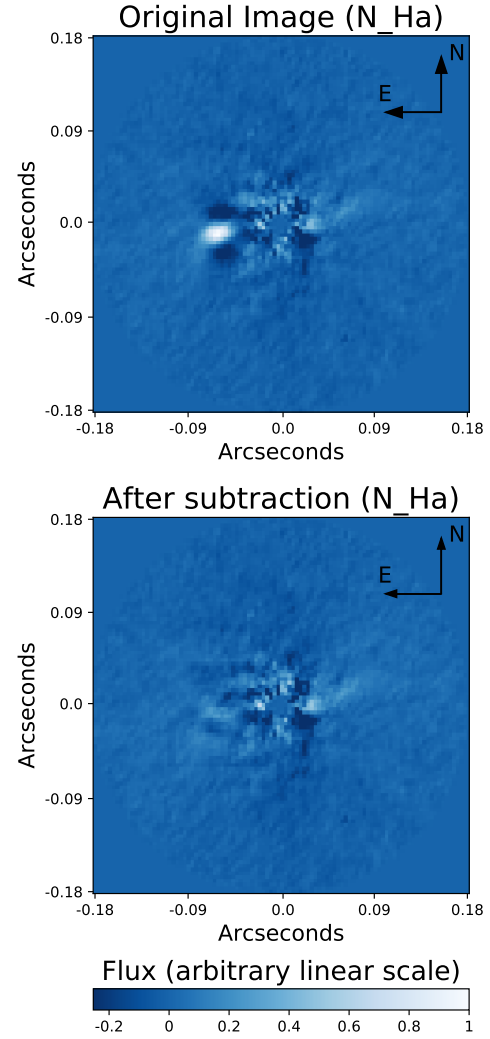 Original Image (N_Ha)
0.18
N
E
0.09
0.0
Arcseconds
-0.09
-0.18
-0.18 -0.09 0.0 0.09 0.18
Arcseconds
After subtraction (N_Ha)
0.18
N
E
0.09
0.0
Arcseconds
-0.09
-0.18
-0.18 -0.09 0.0 0.09 0.18
Arcseconds
Flux (arbitrary linear scale)
-0.2 0 0.2 0.4 0.6 0.8 1